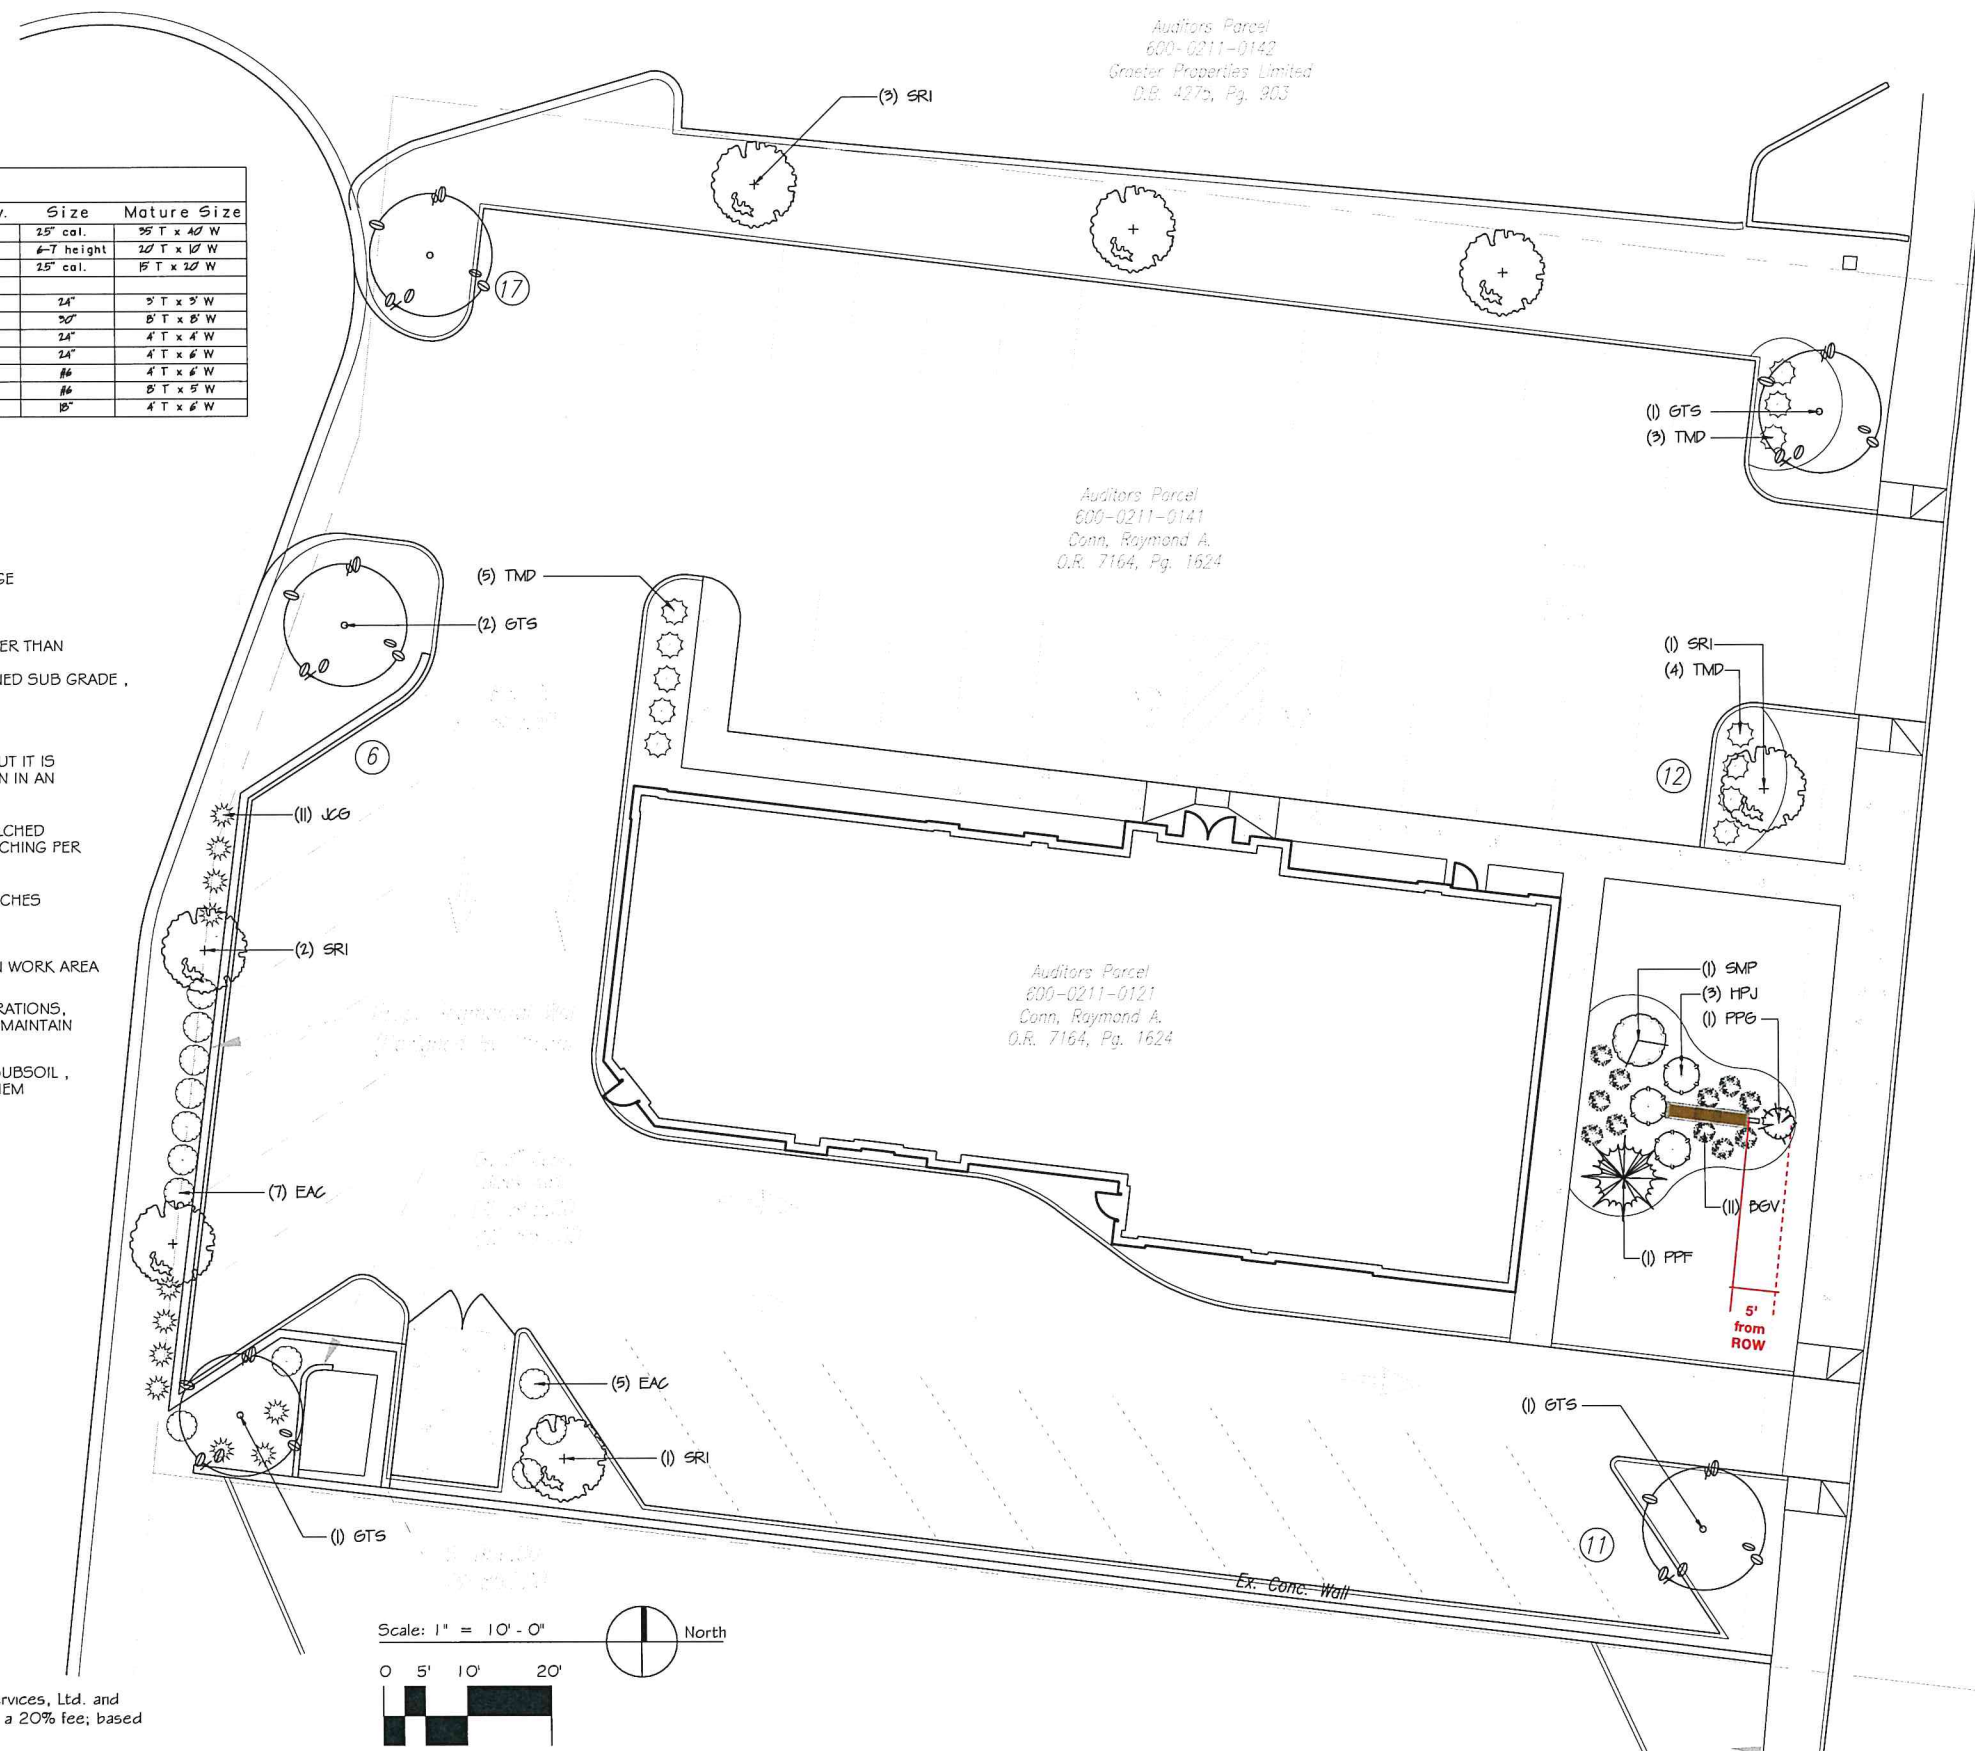 Auditors Parcel
600-0211-0142
Graeter Properties Limited
D.B. 427, Pg. 903
(3) SRI
Size Mature Size
25" cal. 35' T x 40' W
6-7 height 20' T x 10' W
25" cal. 15' T x 20' W
24" 3' T x 3' W
30" 8' T x 8' W
24" 4' T x 4' W
24" 4' T x 6' W
#6 4' T x 6' W
#6 8' T x 5' W
18" 4' T x 6' W
17
(1) GTS
(3) TMD
Auditors Parcel
600-0211-0141
Conn, Raymond A.
O.R. 7164, Pg. 1624
(5) TMD
(2) GTS
ER THAN
NED SUB GRADE ,
(1) SRI
(4) TMD
6
12
UT IT IS
N IN AN
(11) JCG
LCHED
CHING PER
CHES
(2) SRI
N WORK AREA
Auditors Parcel
600-0211-0121
Conn, Raymond A.
O.R. 7164, Pg. 1624
(1) SMP
(3) HPJ
(1) PPG
RATIONS,
MAINTAIN
UBSOIL ,
(7) EAC
(11) BGV
(1) PPF
5'
from
ROW
(5) EAC
(1) SRI
(1) GTS
(1) GTS
11
Ex. Conc. Wall
Scale: 1" = 10' - 0"
North
0 5' 10' 20'
rvices, Ltd. and
a 20% fee; based